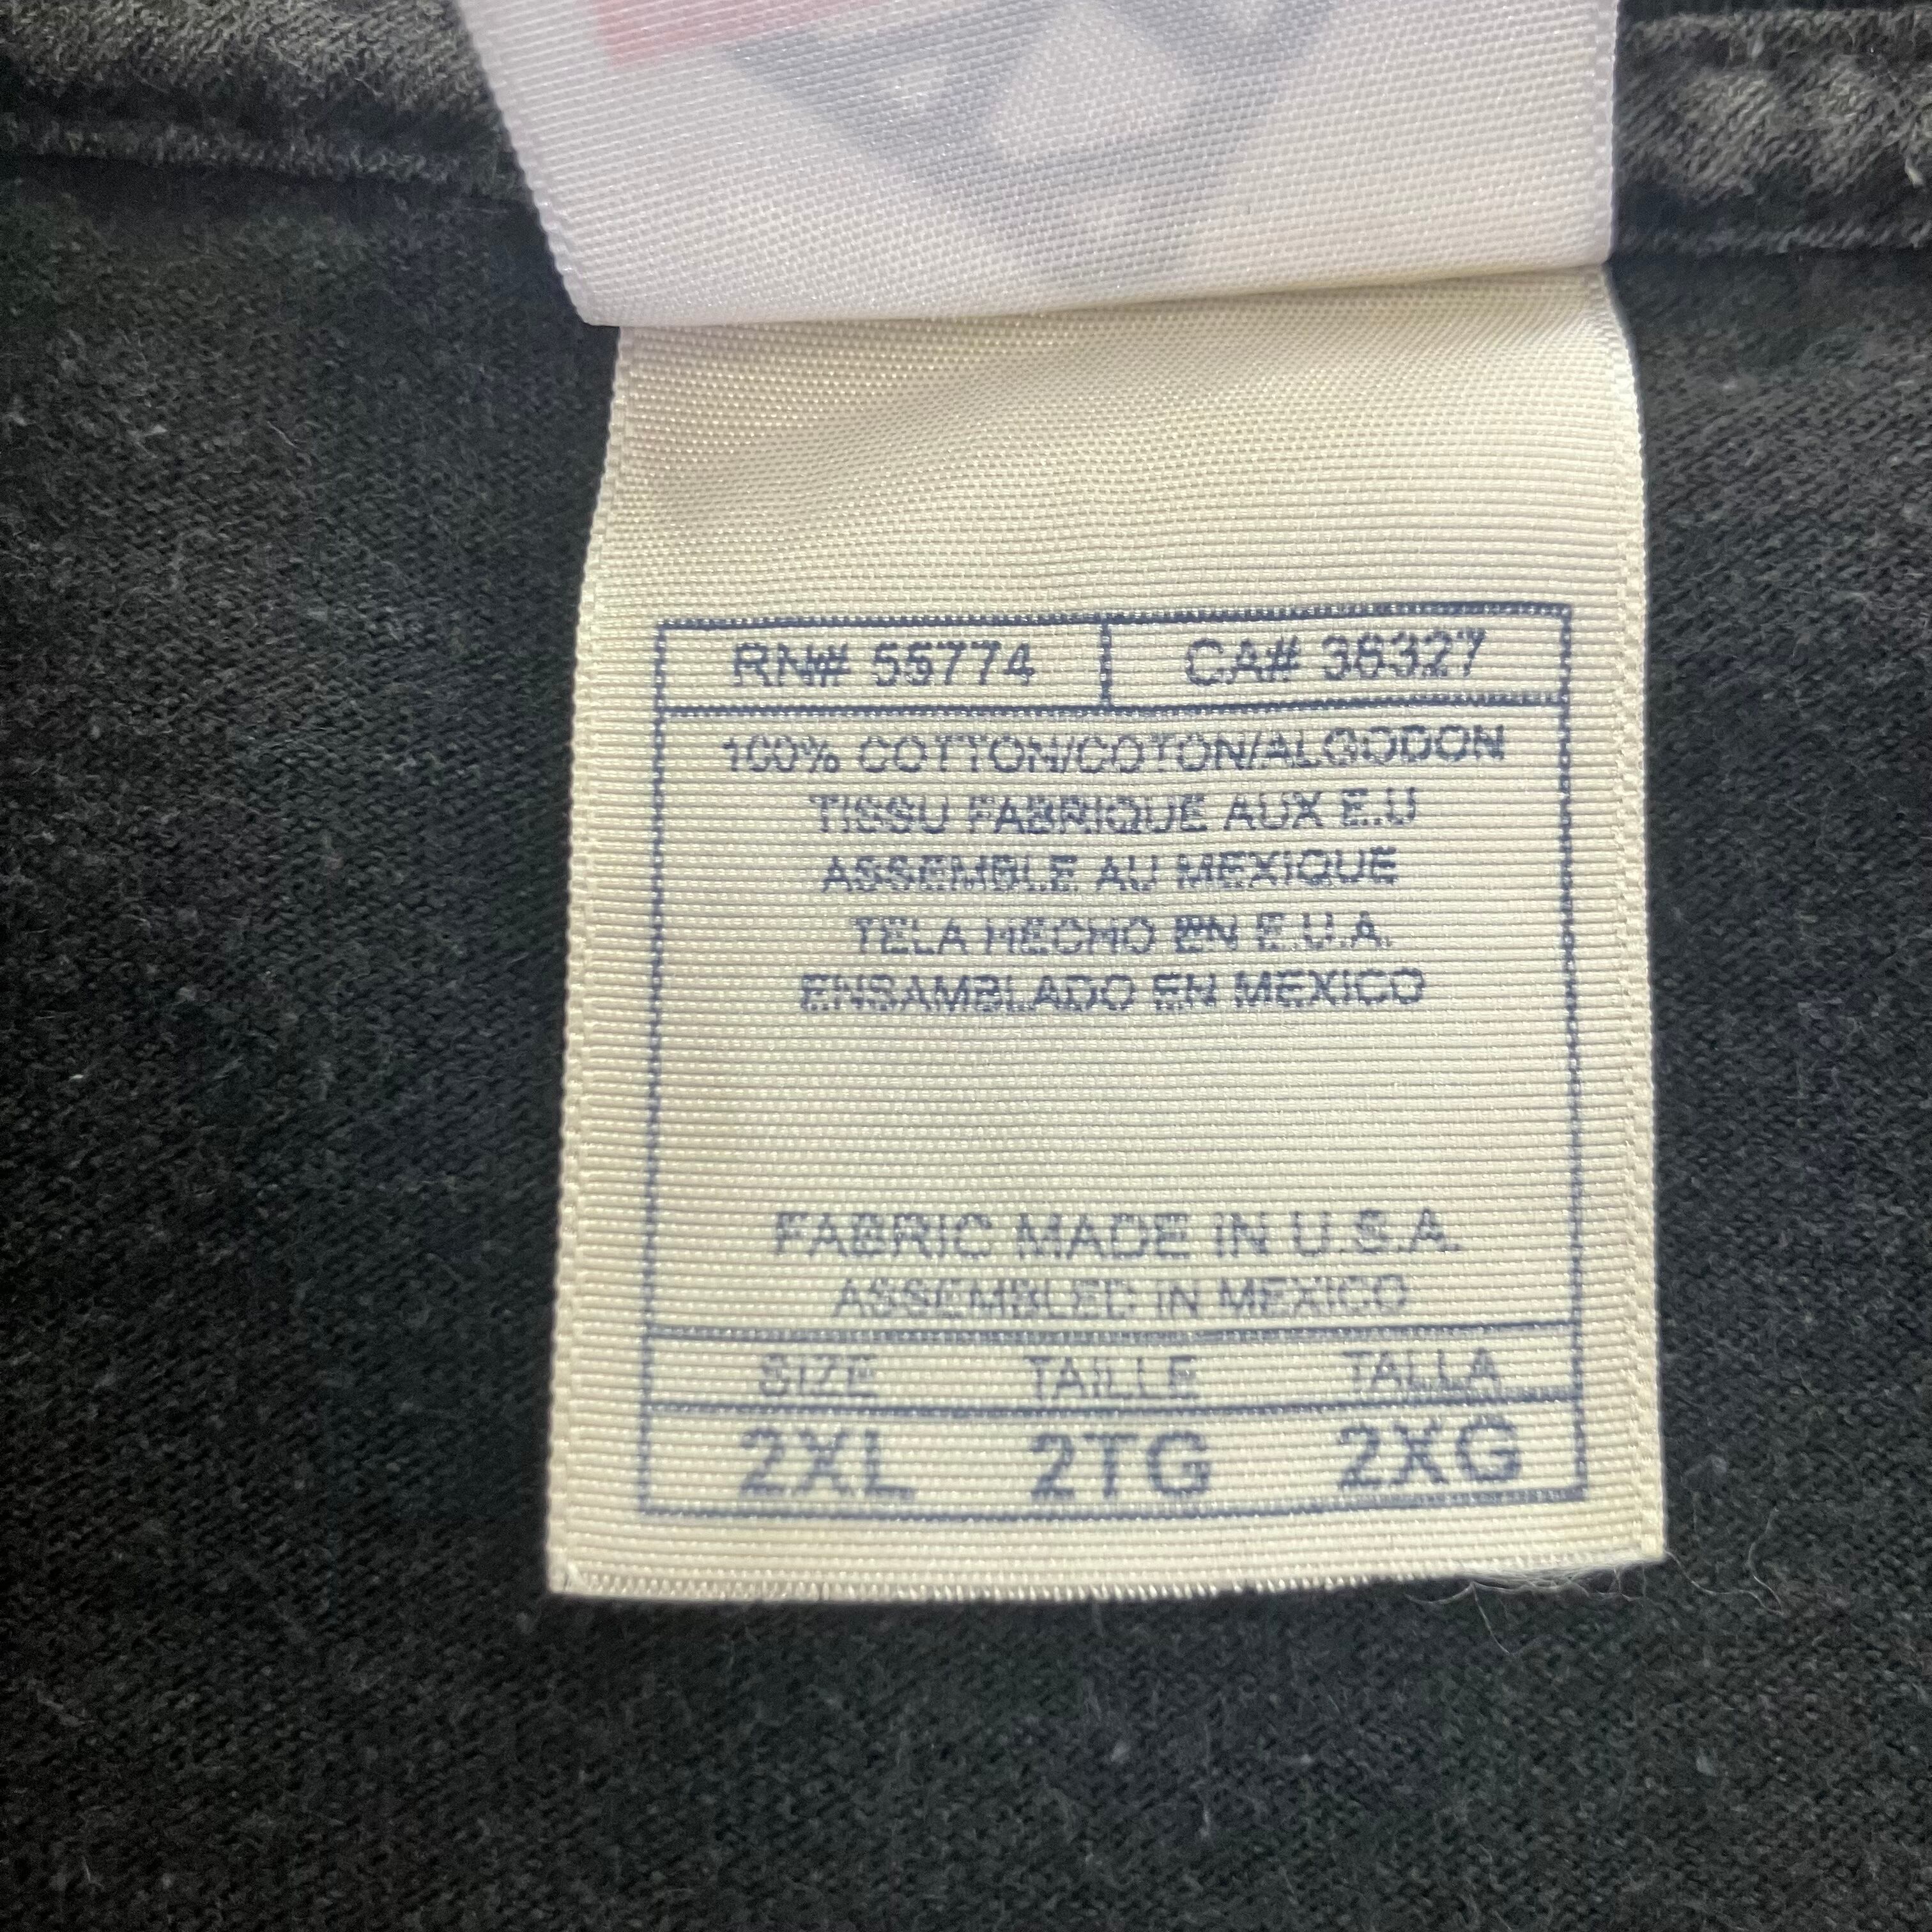 RN# 55774 CA# 36327
100% COTTON/COTON/ALGODON
TISSU FABRIQUE AUX E.U
ASSEMBLE AU MEXIQUE
TELA HECHO EN E.U.A.
ENSAMBLADO EN MEXICO
FABRIC MADE IN U.S.A.
ASSEMBLED IN MEXICO
SIZE TAILLE TALLA
2XL 2TG 2XG